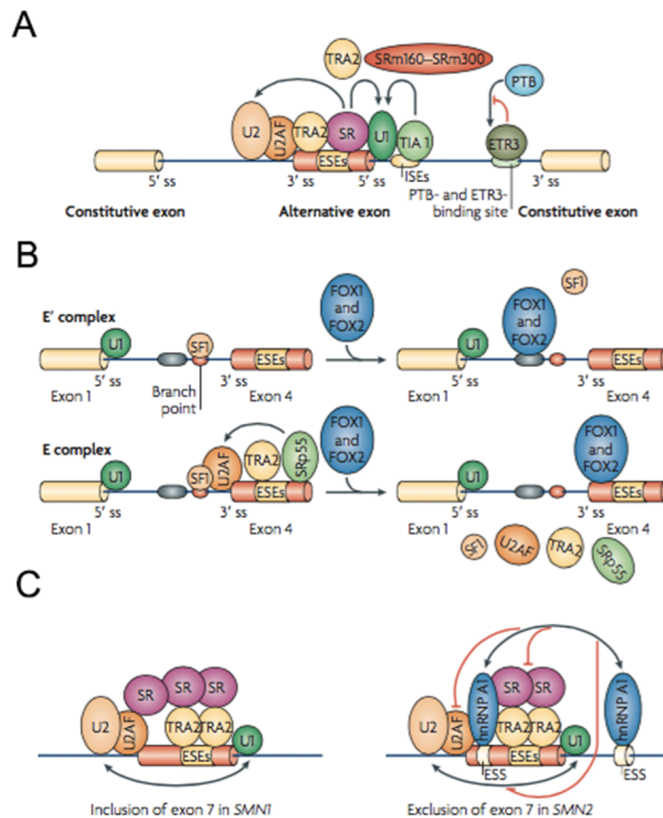 A
TRA2
SRm160–SRm300
PTB
U2
U2AF
TRA2
SR
U1
TIA 1
ETR3
ESEs
ISEs
5' ss
3' ss
5' ss
3' ss
PTB- and ETR3-
binding site
Constitutive exon
Alternative exon
Constitutive exon
B
E' complex
U1
SF1
ESEs
5' ss
3' ss
Exon 1
Branch
point
Exon 4
FOX1
and
FOX2
FOX1
and
FOX2
SF1
U1
ESEs
5' ss
3' ss
Exon 1
Exon 4
E complex
U1
SF1
U2AF
TRA2
SRp55
ESEs
5' ss
3' ss
Exon 1
Exon 4
FOX1
and
FOX2
FOX1
and
FOX2
U1
ESEs
5' ss
3' ss
Exon 1
Exon 4
SF1
U2AF
TRA2
SRp55
C
SR
SR
SR
U2
U2AF
TRA2
TRA2
U1
ESEs
Inclusion of exon 7 in SMN1
U2
U2AF
hnRNP A1
SR
SR
TRA2
TRA2
U1
hnRNP A1
ESEs
ESS
ESS
Exclusion of exon 7 in SMN2